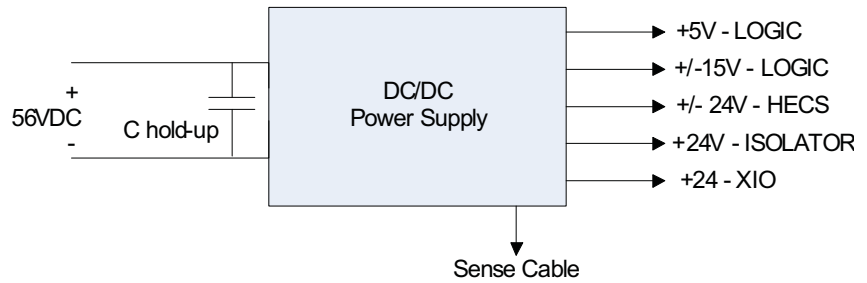 +5V - LOGIC
+/-15V - LOGIC
+/- 24V - HECS
+24V - ISOLATOR
+24 - XIO
DC/DC
Power Supply
+
56VDC
-
C hold-up
Sense Cable